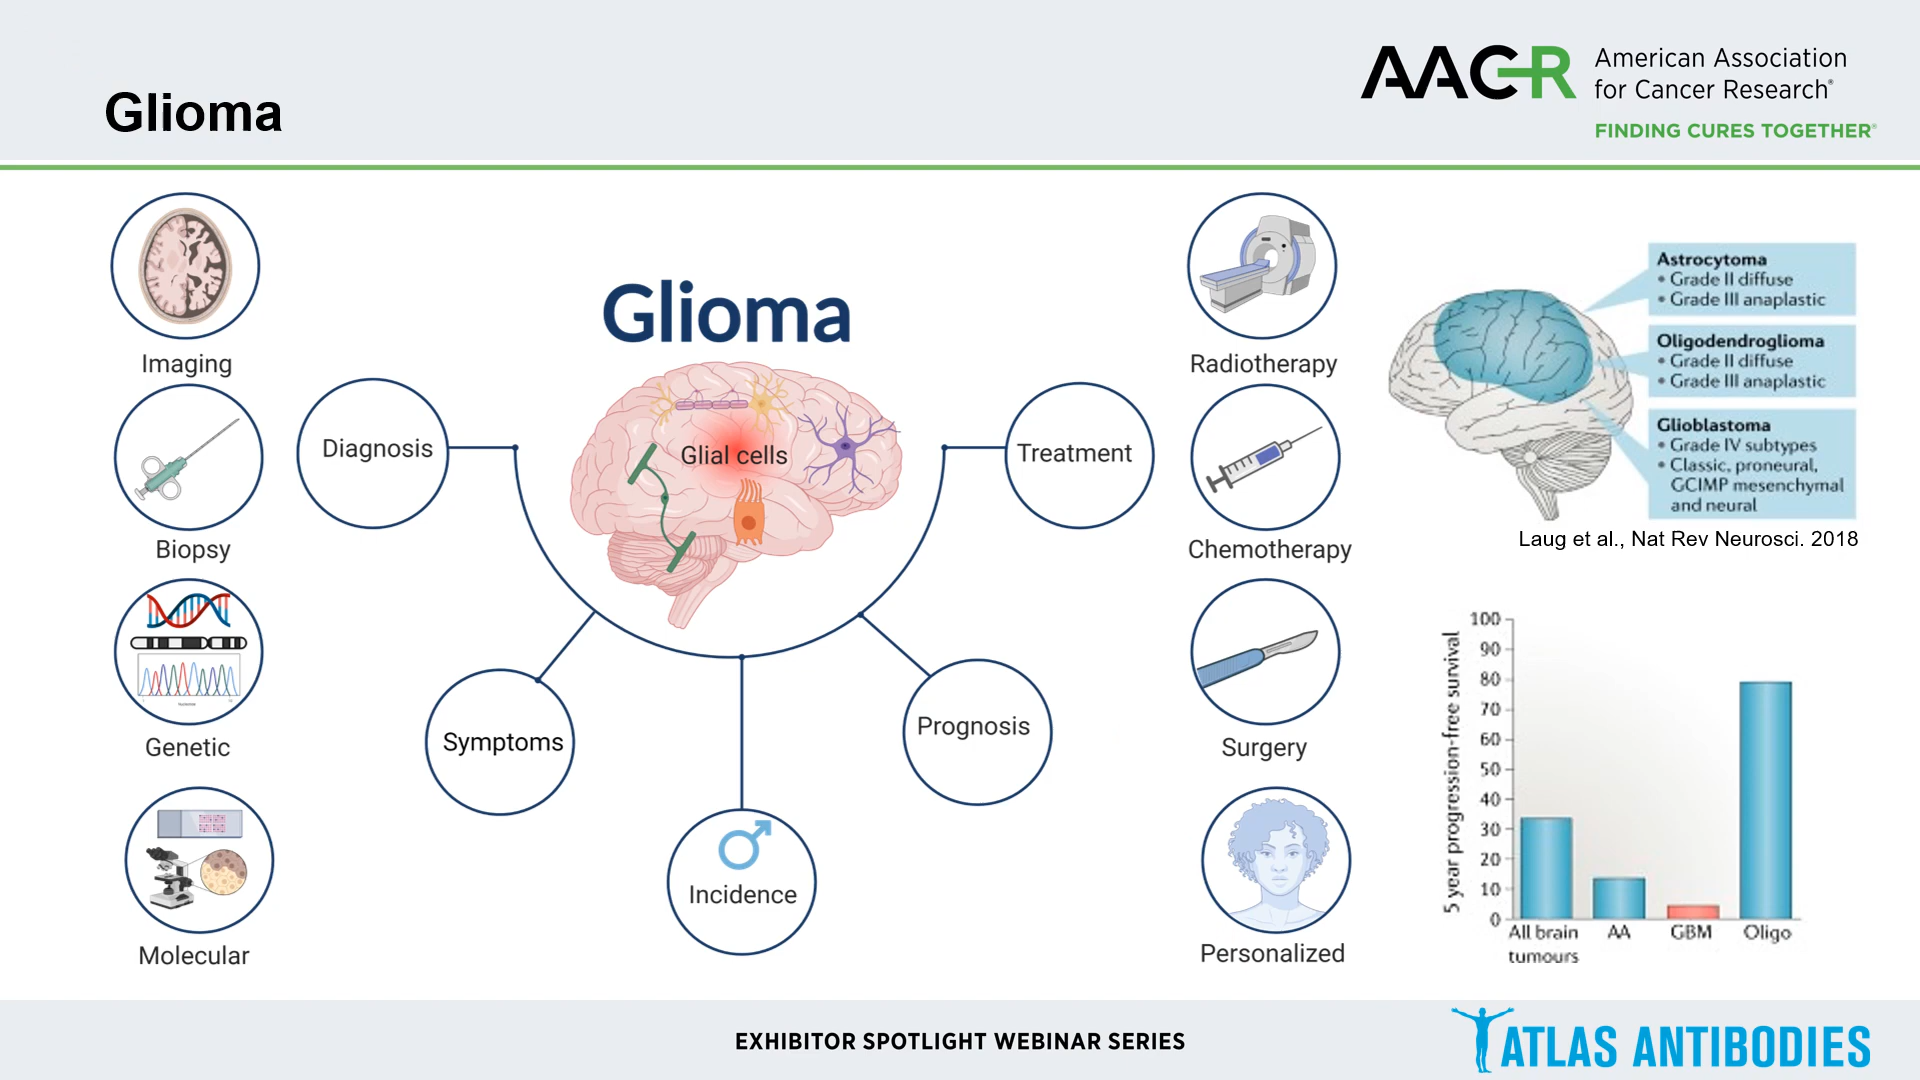 Glioma
AACR
American Association
for Cancer Research®
FINDING CURES TOGETHER®
Imaging
Biopsy
Genetic
Molecular
Diagnosis
Symptoms
Glioma
Glial cells
Incidence
Prognosis
Treatment
Radiotherapy
Chemotherapy
Surgery
Personalized
Astrocytoma
• Grade II diffuse
• Grade III anaplastic
Oligodendroglioma
• Grade II diffuse
• Grade III anaplastic
Glioblastoma
• Grade IV subtypes
• Classic, proneural,
GCIMP mesenchymal
and neural
Laug et al., Nat Rev Neurosci. 2018
5 year progression-free survival
100
90
80
70
60
50
40
30
20
10
0
All brain
tumours
AA
GBM
Oligo
EXHIBITOR SPOTLIGHT WEBINAR SERIES
ATLAS ANTIBODIES